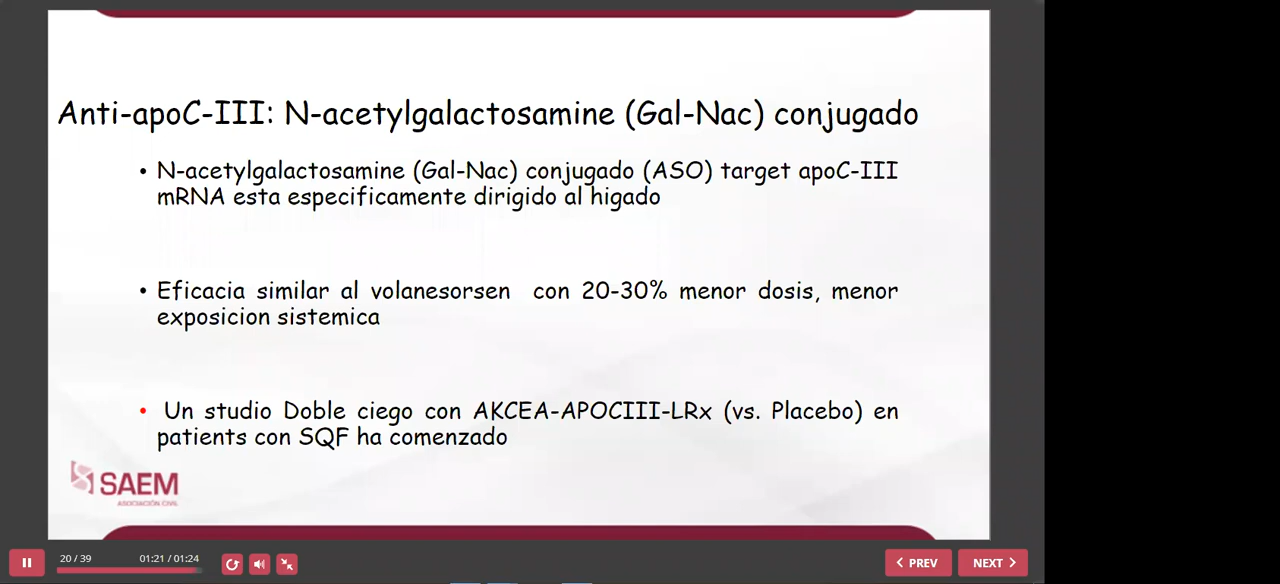 Anti-apoC-III: N-acetylgalactosamine (Gal-Nac) conjugado
• N-acetylgalactosamine (Gal-Nac) conjugado (ASO) target apoC-III
mRNA esta especificamente dirigido al higado
• Eficacia similar al volanesorsen con 20-30% menor dosis, menor
exposicion sistemica
• Un studio Doble ciego con AKCEA-APOCIII-LRx (vs. Placebo) en
patients con SQF ha comenzado
SAEM
ASOCIACIÓN CIVIL
20 / 39
01:21 / 01:24
PREV
NEXT